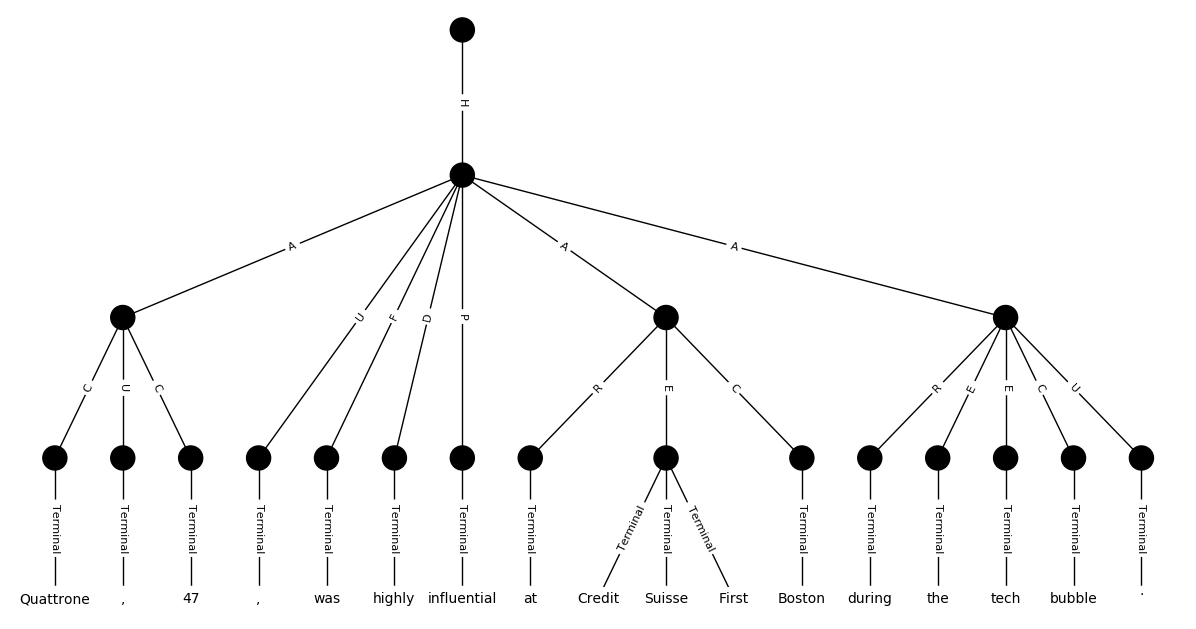 H
A A A
U F D P
C U C R E C R E E C U
Terminal Terminal Terminal Terminal Terminal Terminal Terminal Terminal Terminal Terminal Terminal Terminal Terminal Terminal Terminal Terminal Terminal
Quattrone , 47 , was highly influential at Credit Suisse First Boston during the tech bubble .